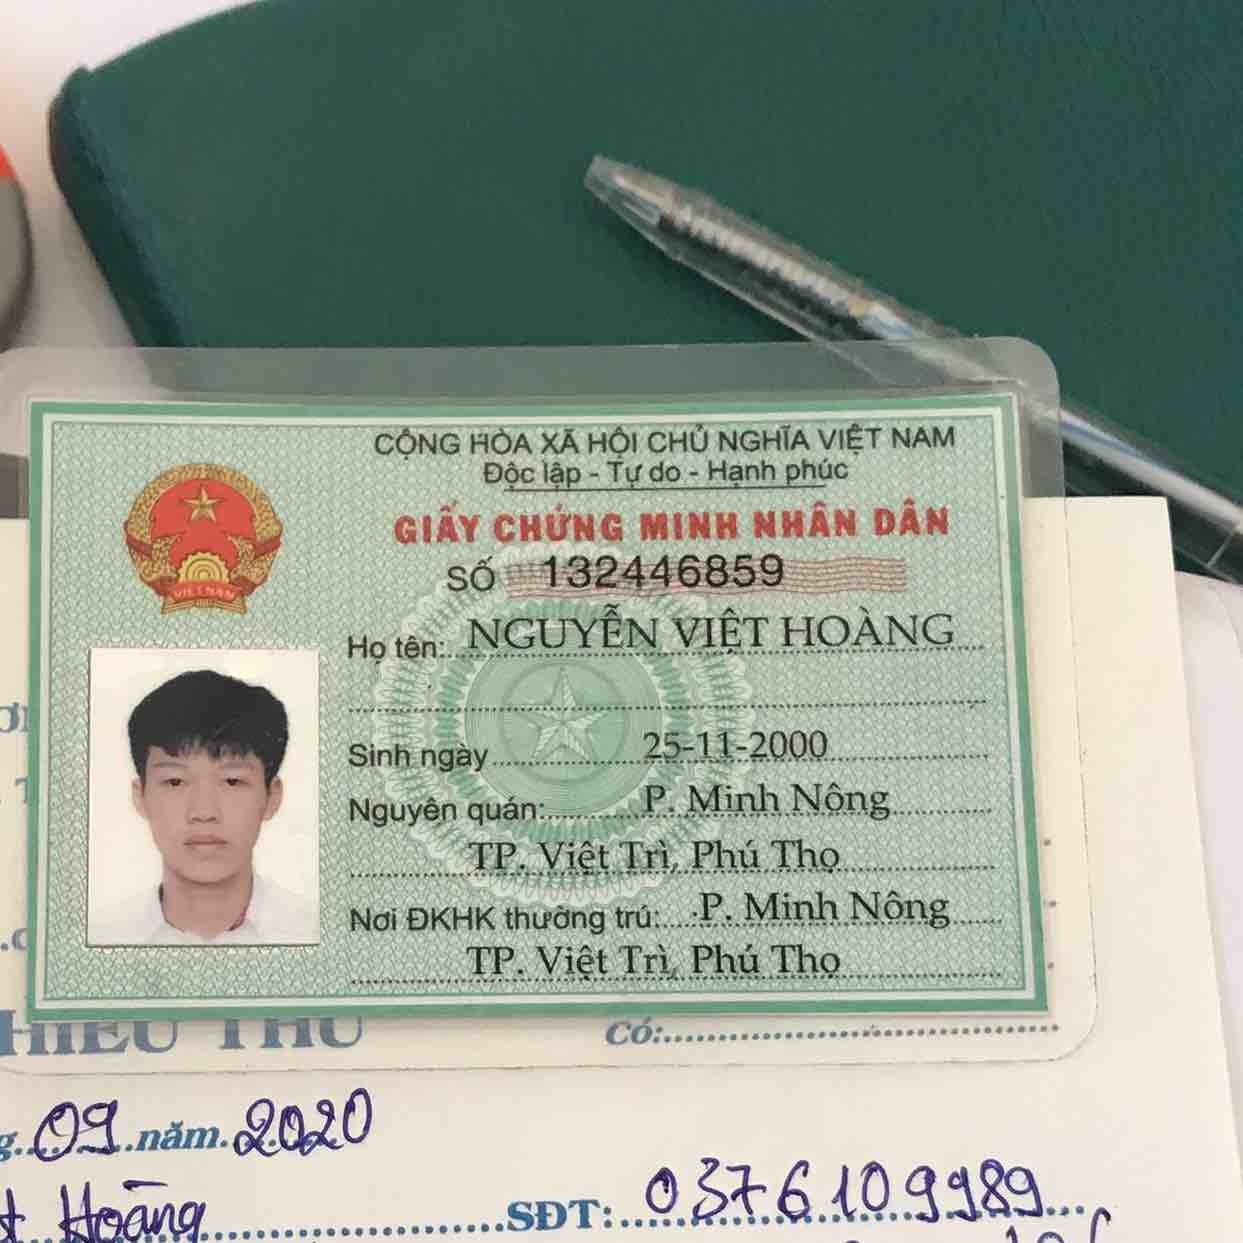 CỘNG HÒA XÃ HỘI CHỦ NGHĨA VIỆT NAM
Độc lập - Tự do - Hạnh phúc
GIẤY CHỨNG MINH NHÂN DÂN
SỐ 132446859
VIET NAM
Họ tên: NGUYỄN VIỆT HOÀNG
Sinh ngày 25-11-2000
Nguyên quán: P. Minh Nông
TP. Việt Trì, Phú Thọ
Nơi ĐKHK thường trú: P. Minh Nông
TP. Việt Trì, Phú Thọ
THU
Có:
09 năm 2020
Hoàng SĐT: 0376109989